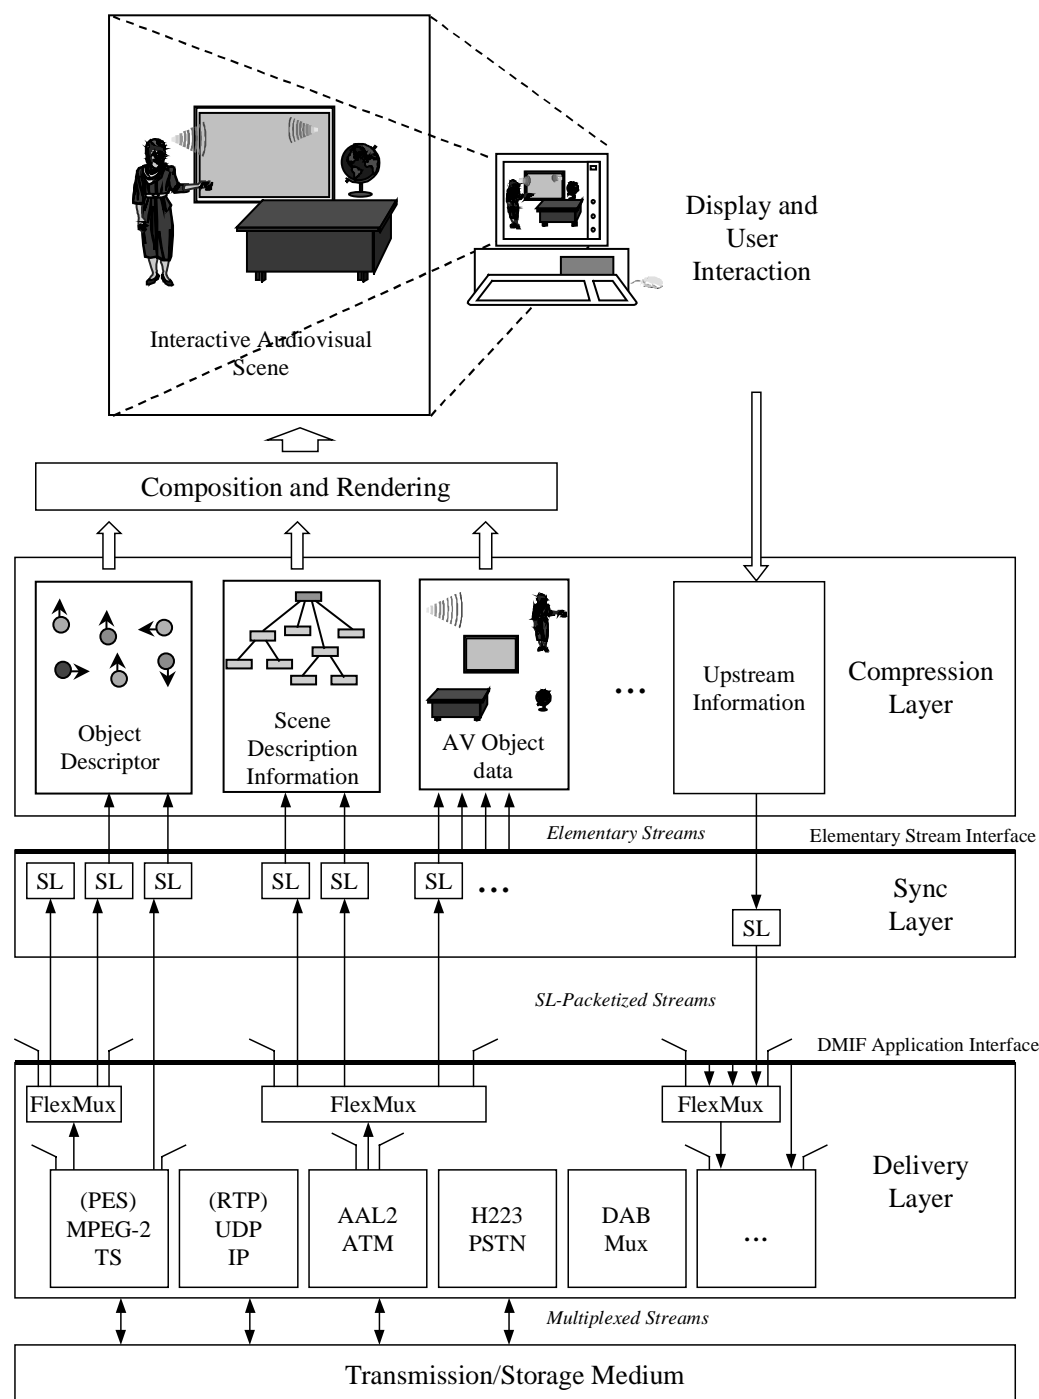 Display and
User
Interaction
Interactive Audiovisual
Scene
Composition and Rendering
Object
Descriptor
Scene
Description
Information
AV Object
data
...
Upstream
Information
Compression
Layer
Elementary Streams
Elementary Stream Interface
SL
SL
SL
SL
SL
SL
...
SL
Sync
Layer
SL-Packetized Streams
DMIF Application Interface
FlexMux
FlexMux
FlexMux
Delivery
Layer
(PES)
MPEG-2
TS
(RTP)
UDP
IP
AAL2
ATM
H223
PSTN
DAB
Mux
...
Multiplexed Streams
Transmission/Storage Medium